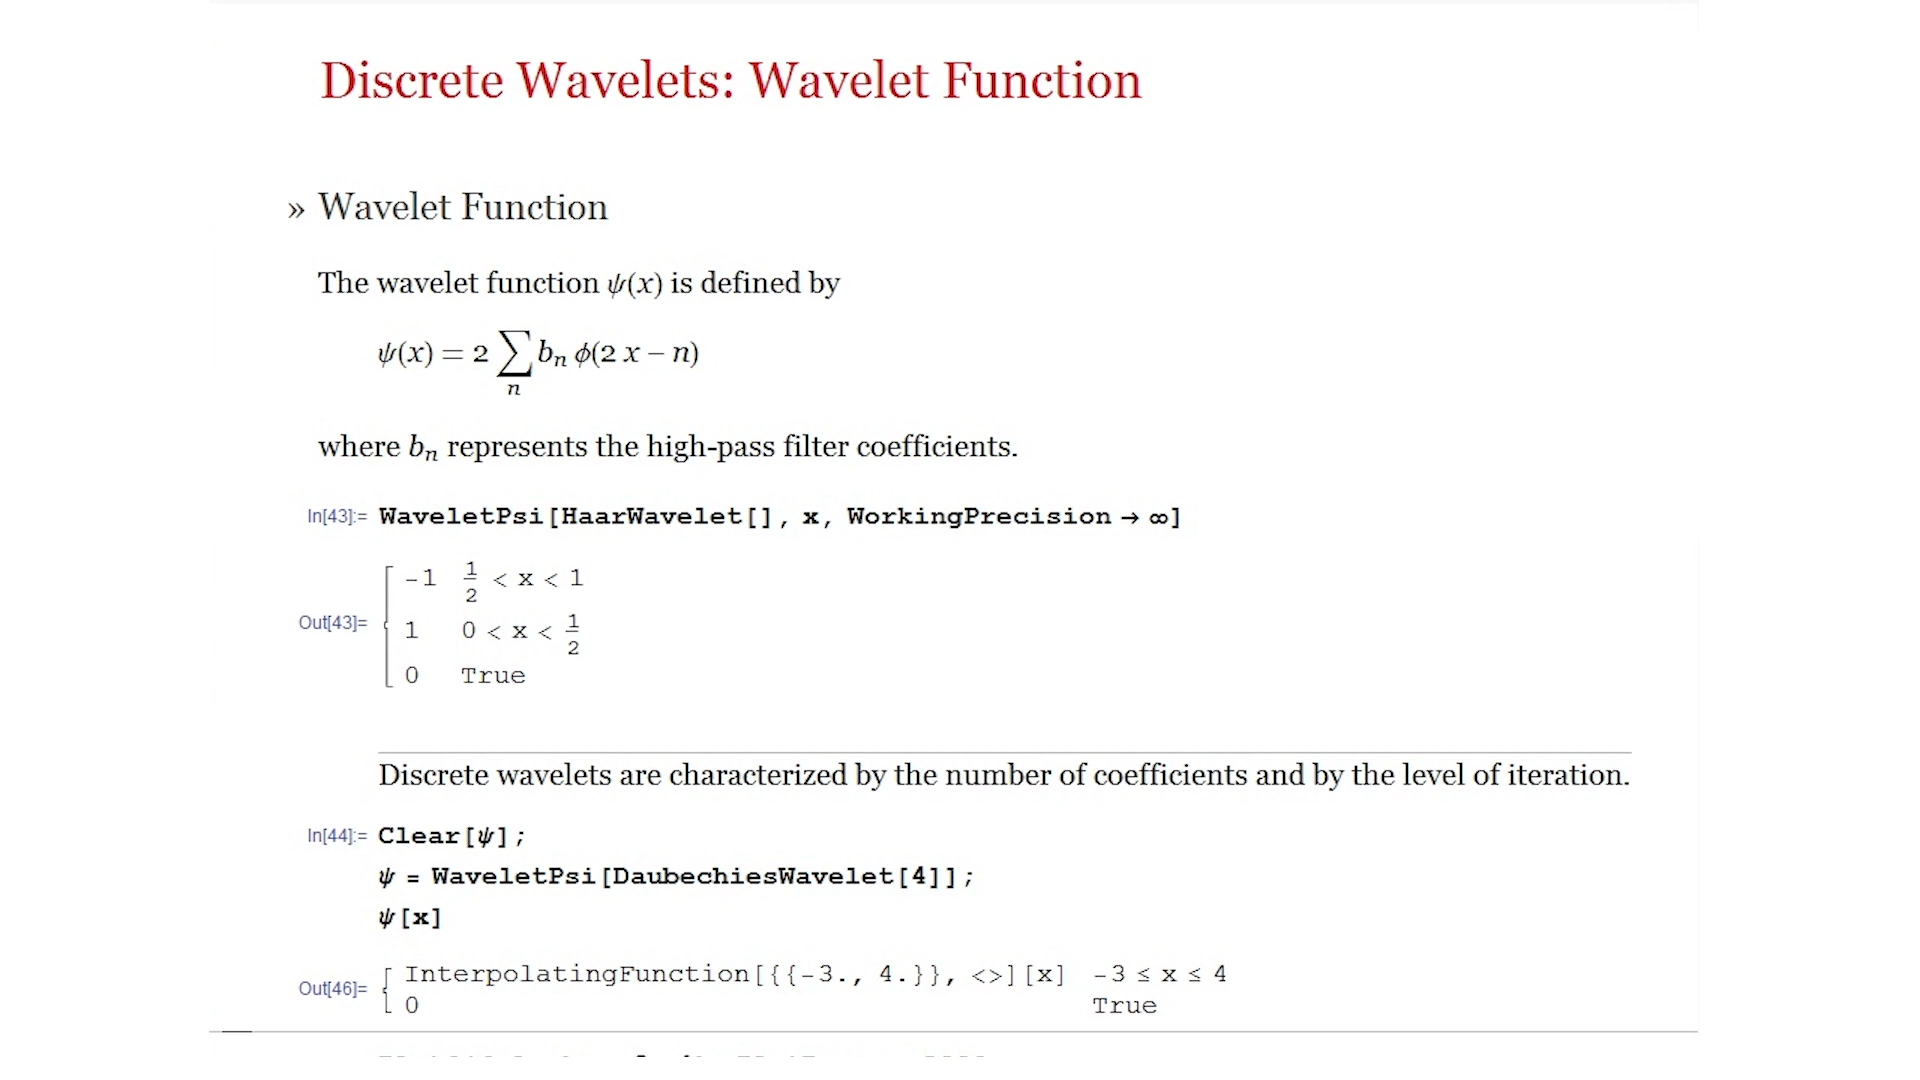 Discrete Wavelets: Wavelet Function
» Wavelet Function
The wavelet function ψ(x) is defined by
ψ(x) = 2 ∑ₙ bₙ ϕ(2 x − n)
where bₙ represents the high-pass filter coefficients.
In[43]:= WaveletPsi[HaarWavelet[], x, WorkingPrecision → ∞]
Out[43]=
-1 1/2 < x < 1
1 0 < x < 1/2
0 True
Discrete wavelets are characterized by the number of coefficients and by the level of iteration.
In[44]:= Clear[ψ];
ψ = WaveletPsi[DaubechiesWavelet[4]];
ψ[x]
Out[46]=
InterpolatingFunction[{{-3., 4.}}, <>][x] -3 ≤ x ≤ 4
0 True